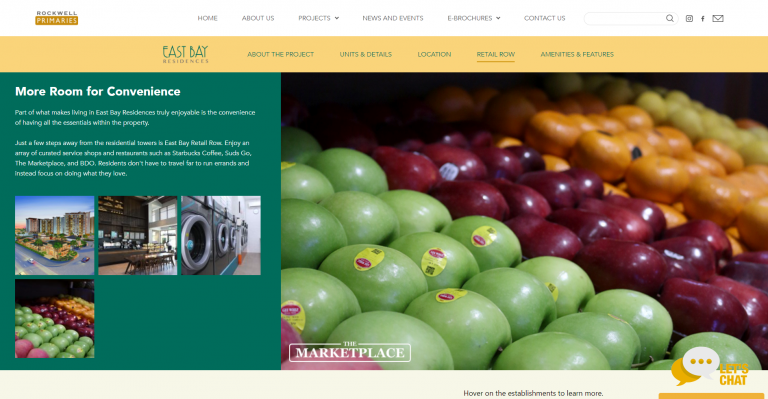 ROCKWELL
PRIMARIES
HOME ABOUT US PROJECTS NEWS AND EVENTS E-BROCHURES CONTACT US
EAST BAY
RESIDENCES
ABOUT THE PROJECT UNITS & DETAILS LOCATION RETAIL ROW AMENITIES & FEATURES
More Room for Convenience
Part of what makes living in East Bay Residences truly enjoyable is the convenience
of having all the essentials within the property.
Just a few steps away from the residential towers is East Bay Retail Row. Enjoy an
array of curated service shops and restaurants such as Starbucks Coffee, Suds Go,
The Marketplace, and BDO. Residents don't have to travel far to run errands and
instead focus on doing what they love.
THE
MARKETPLACE
LET'S
CHAT
Hover on the establishments to learn more.